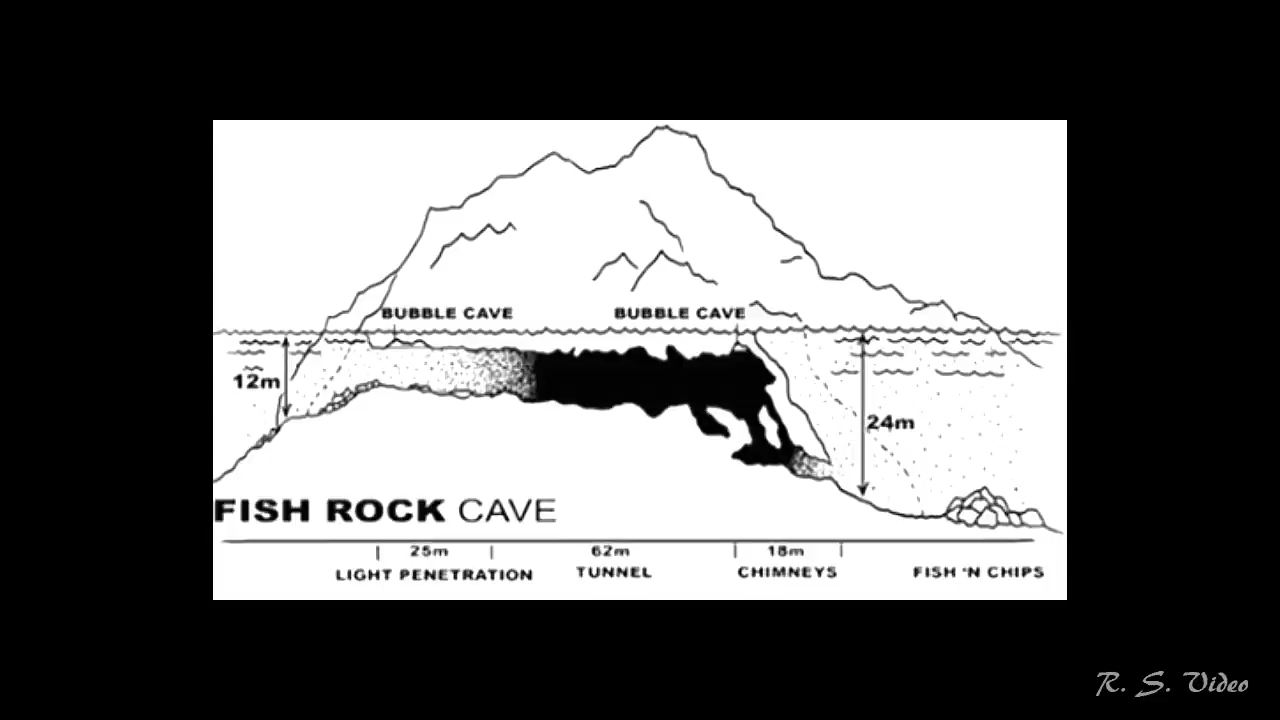 BUBBLE CAVE
BUBBLE CAVE
12m
24m
FISH ROCK CAVE
25m
62m
18m
LIGHT PENETRATION
TUNNEL
CHIMNEYS
FISH 'N CHIPS
R. S. Video